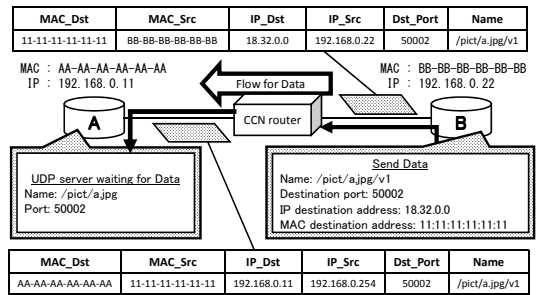 MAC_Dst MAC_Src IP_Dst IP_Src Dst_Port Name
11-11-11-11-11-11 BB-BB-BB-BB-BB-BB 18.32.0.0 192.168.0.22 50002 /pict/a.jpg/v1
MAC : AA-AA-AA-AA-AA-AA
IP : 192.168.0.11
MAC : BB-BB-BB-BB-BB-BB
IP : 192.168.0.22
Flow for Data
A
CCN router
B
UDP server waiting for Data
Name: /pict/a.jpg
Port: 50002
Send Data
Name: /pict/a.jpg/v1
Destination port: 50002
IP destination address: 18.32.0.0
MAC destination address: 11:11:11:11:11:11
MAC_Dst MAC_Src IP_Dst IP_Src Dst_Port Name
AA-AA-AA-AA-AA-AA 11-11-11-11-11-11 192.168.0.11 192.168.0.254 50002 /pict/a.jpg/v1